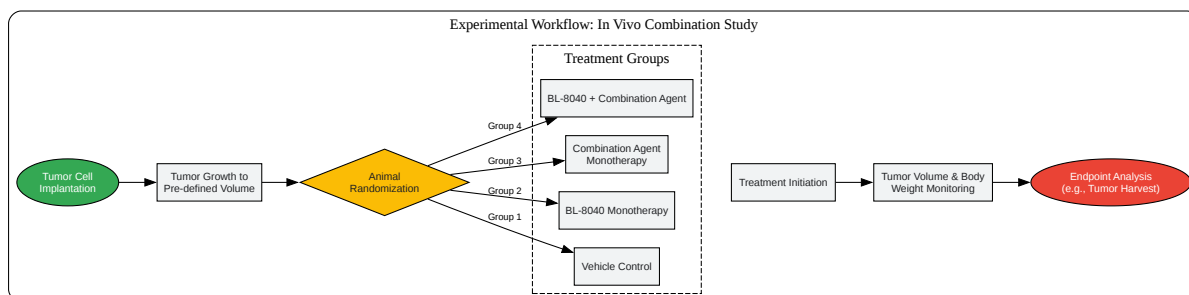 Experimental Workflow: In Vivo Combination Study
Treatment Groups
BL-8040 + Combination Agent
Group 4
Combination Agent
Monotherapy
Group 3
Tumor Cell
Implantation
Tumor Growth to
Pre-defined Volume
Animal
Randomization
Group 2
BL-8040 Monotherapy
Group 1
Vehicle Control
Treatment Initiation
Tumor Volume & Body
Weight Monitoring
Endpoint Analysis
(e.g., Tumor Harvest)